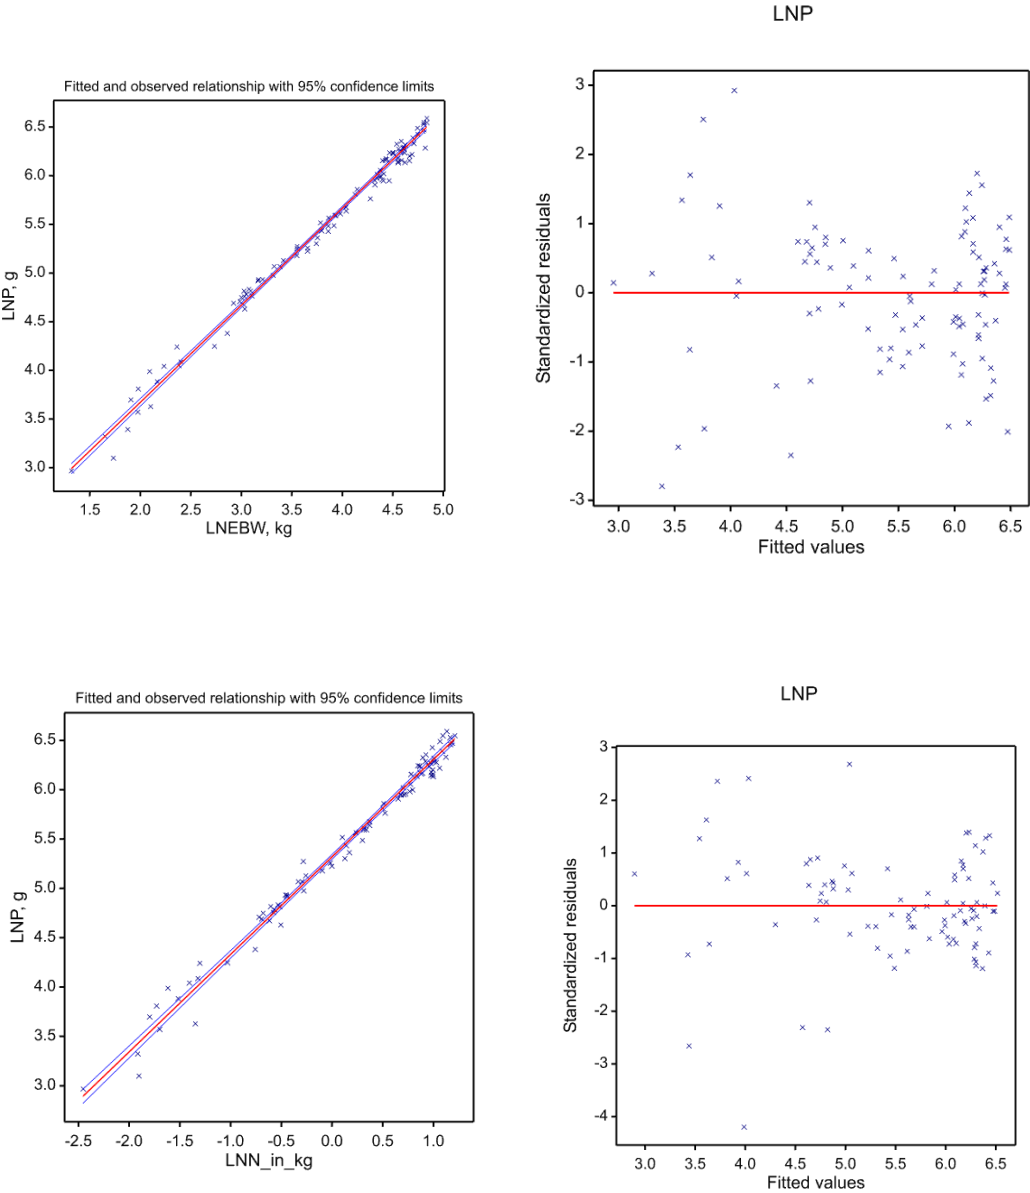 LNP
Fitted and observed relationship with 95% confidence limits
LNP, g
6.5
6.0
5.5
5.0
4.5
4.0
3.5
3.0
1.5 2.0 2.5 3.0 3.5 4.0 4.5 5.0
LNEBW, kg
Standardized residuals
3
2
1
0
-1
-2
-3
3.0 3.5 4.0 4.5 5.0 5.5 6.0 6.5
Fitted values
LNP
Fitted and observed relationship with 95% confidence limits
LNP, g
6.5
6.0
5.5
5.0
4.5
4.0
3.5
3.0
-2.5 -2.0 -1.5 -1.0 -0.5 0.0 0.5 1.0
LNN_in_kg
Standardized residuals
3
2
1
0
-1
-2
-3
-4
3.0 3.5 4.0 4.5 5.0 5.5 6.0 6.5
Fitted values